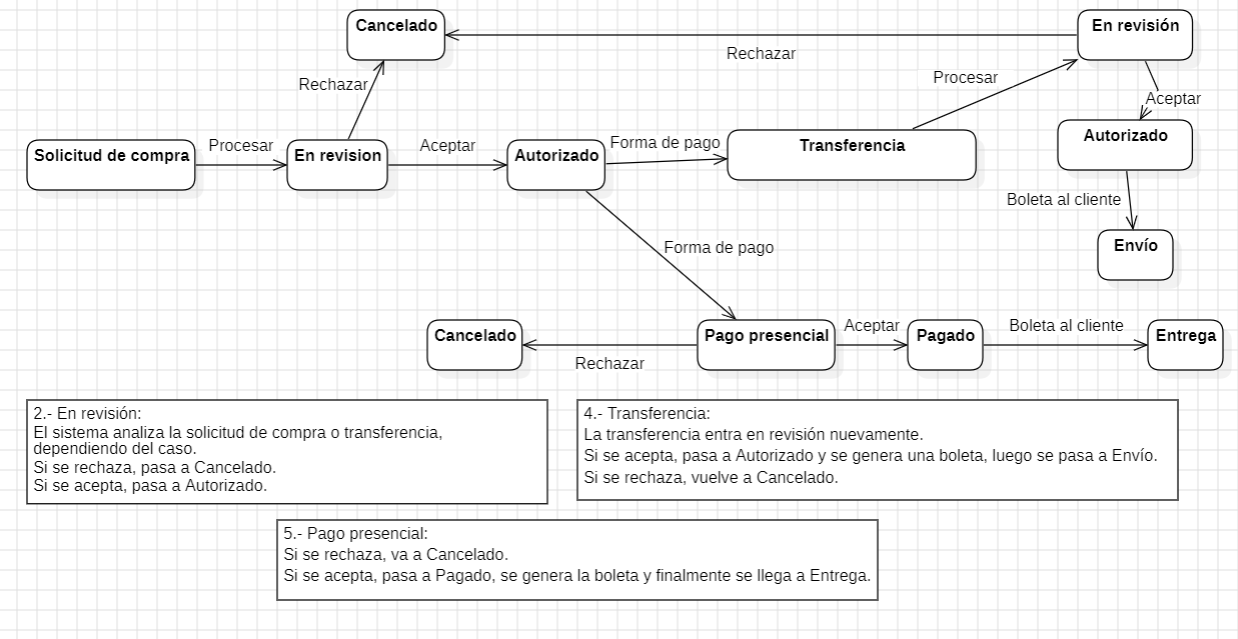 Cancelado
En revisión
Rechazar
Procesar
Rechazar
Aceptar
Solicitud de compra
Procesar
En revision
Aceptar
Autorizado
Forma de pago
Transferencia
Autorizado
Boleta al cliente
Envío
Forma de pago
Cancelado
Rechazar
Pago presencial
Aceptar
Pagado
Boleta al cliente
Entrega
2.- En revisión:
El sistema analiza la solicitud de compra o transferencia,
dependiendo del caso.
Si se rechaza, pasa a Cancelado.
Si se acepta, pasa a Autorizado.
4.- Transferencia:
La transferencia entra en revisión nuevamente.
Si se acepta, pasa a Autorizado y se genera una boleta, luego se pasa a Envío.
Si se rechaza, vuelve a Cancelado.
5.- Pago presencial:
Si se rechaza, va a Cancelado.
Si se acepta, pasa a Pagado, se genera la boleta y finalmente se llega a Entrega.